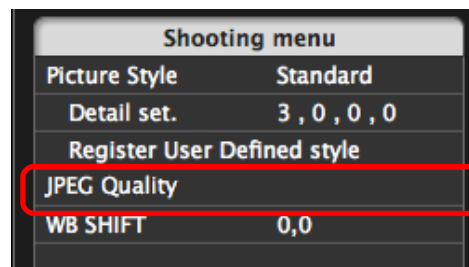 Shooting menu
Picture Style Standard
Detail set. 3 , 0 , 0 , 0
Register User Defined style
JPEG Quality
WB SHIFT 0,0